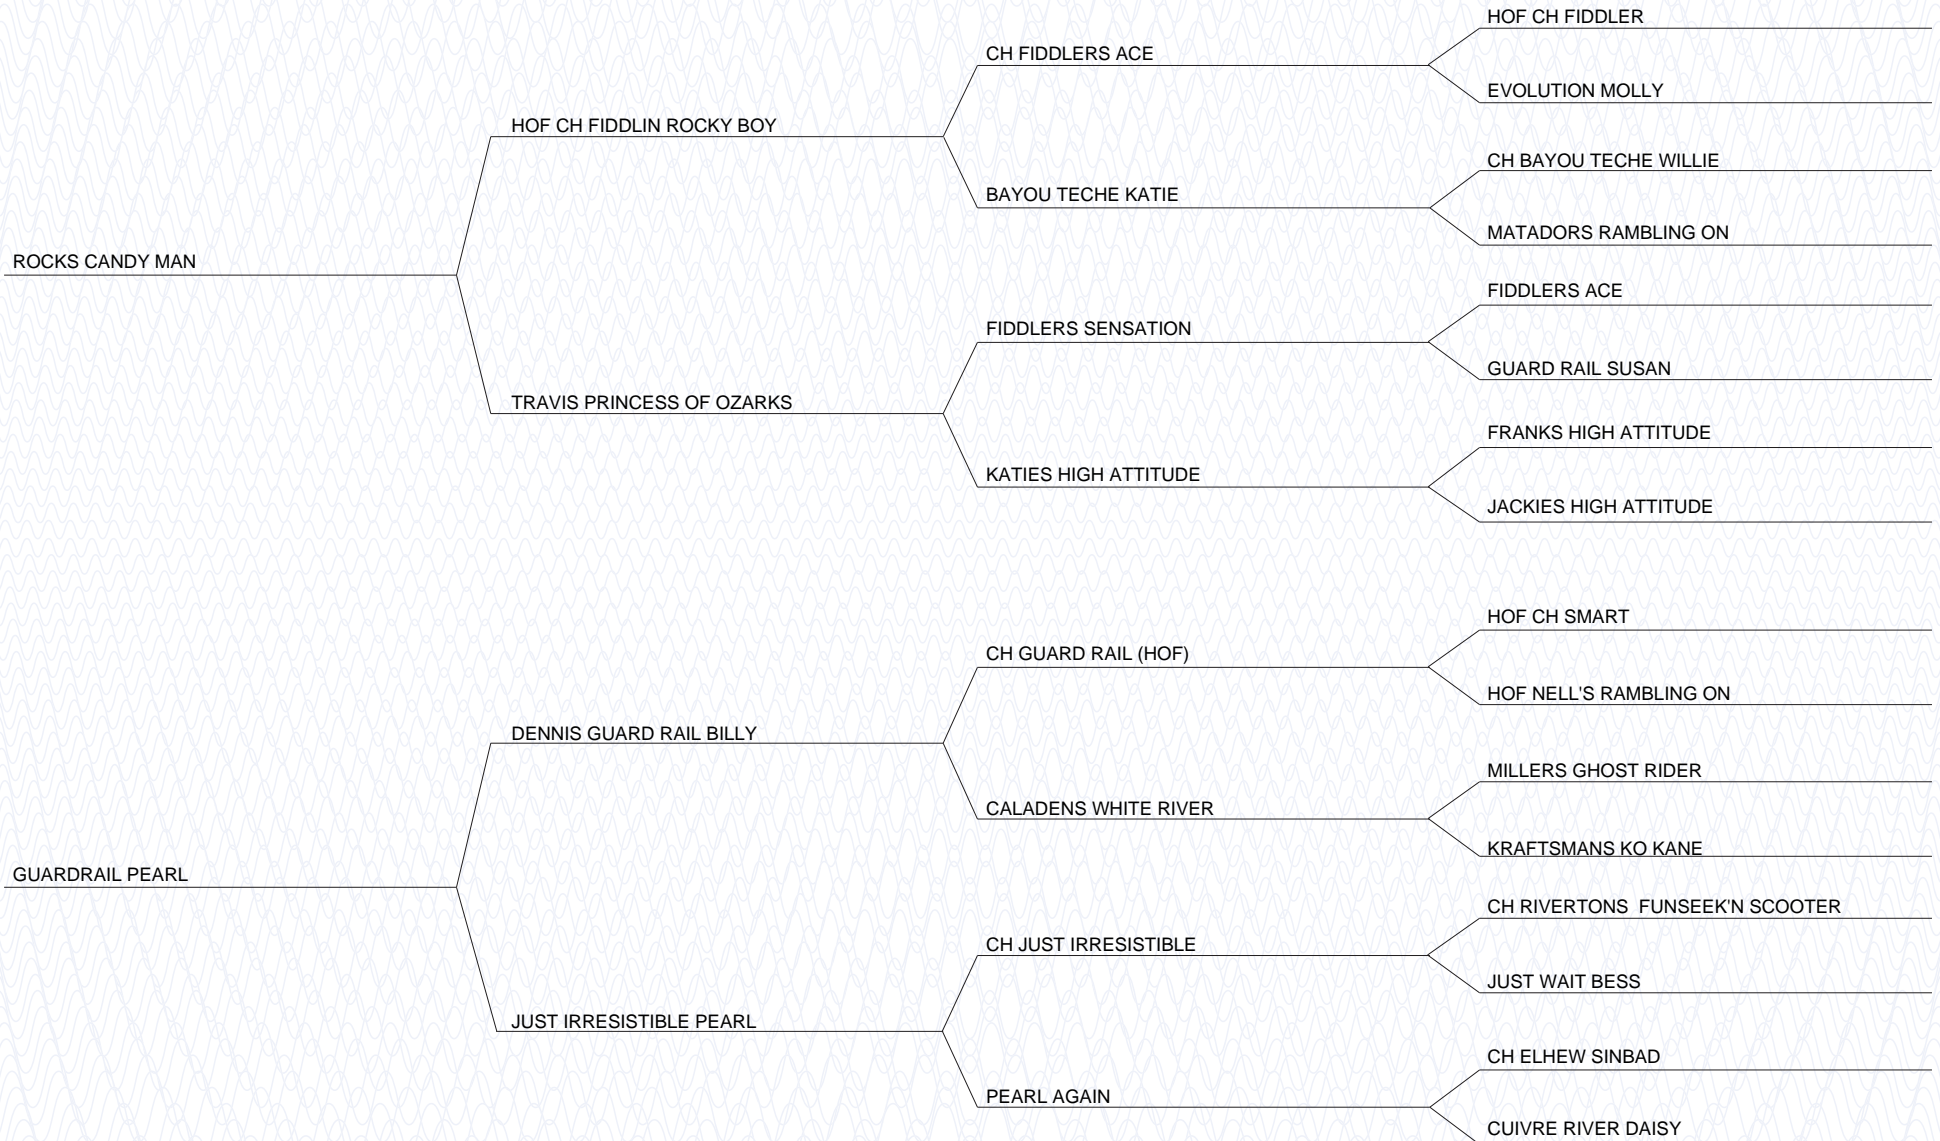 HOF CH FIDDLER
CH FIDDLERS ACE
EVOLUTION MOLLY
HOF CH FIDDLIN ROCKY BOY
CH BAYOU TECHE WILLIE
BAYOU TECHE KATIE
MATADORS RAMBLING ON
ROCKS CANDY MAN
FIDDLERS ACE
FIDDLERS SENSATION
GUARD RAIL SUSAN
TRAVIS PRINCESS OF OZARKS
FRANKS HIGH ATTITUDE
KATIES HIGH ATTITUDE
JACKIES HIGH ATTITUDE
HOF CH SMART
CH GUARD RAIL (HOF)
HOF NELL'S RAMBLING ON
DENNIS GUARD RAIL BILLY
MILLERS GHOST RIDER
CALADENS WHITE RIVER
KRAFTSMANS KO KANE
GUARDRAIL PEARL
CH RIVERTONS  FUNSEEK'N SCOOTER
CH JUST IRRESISTIBLE
JUST WAIT BESS
JUST IRRESISTIBLE PEARL
CH ELHEW SINBAD
PEARL AGAIN
CUIVRE RIVER DAISY